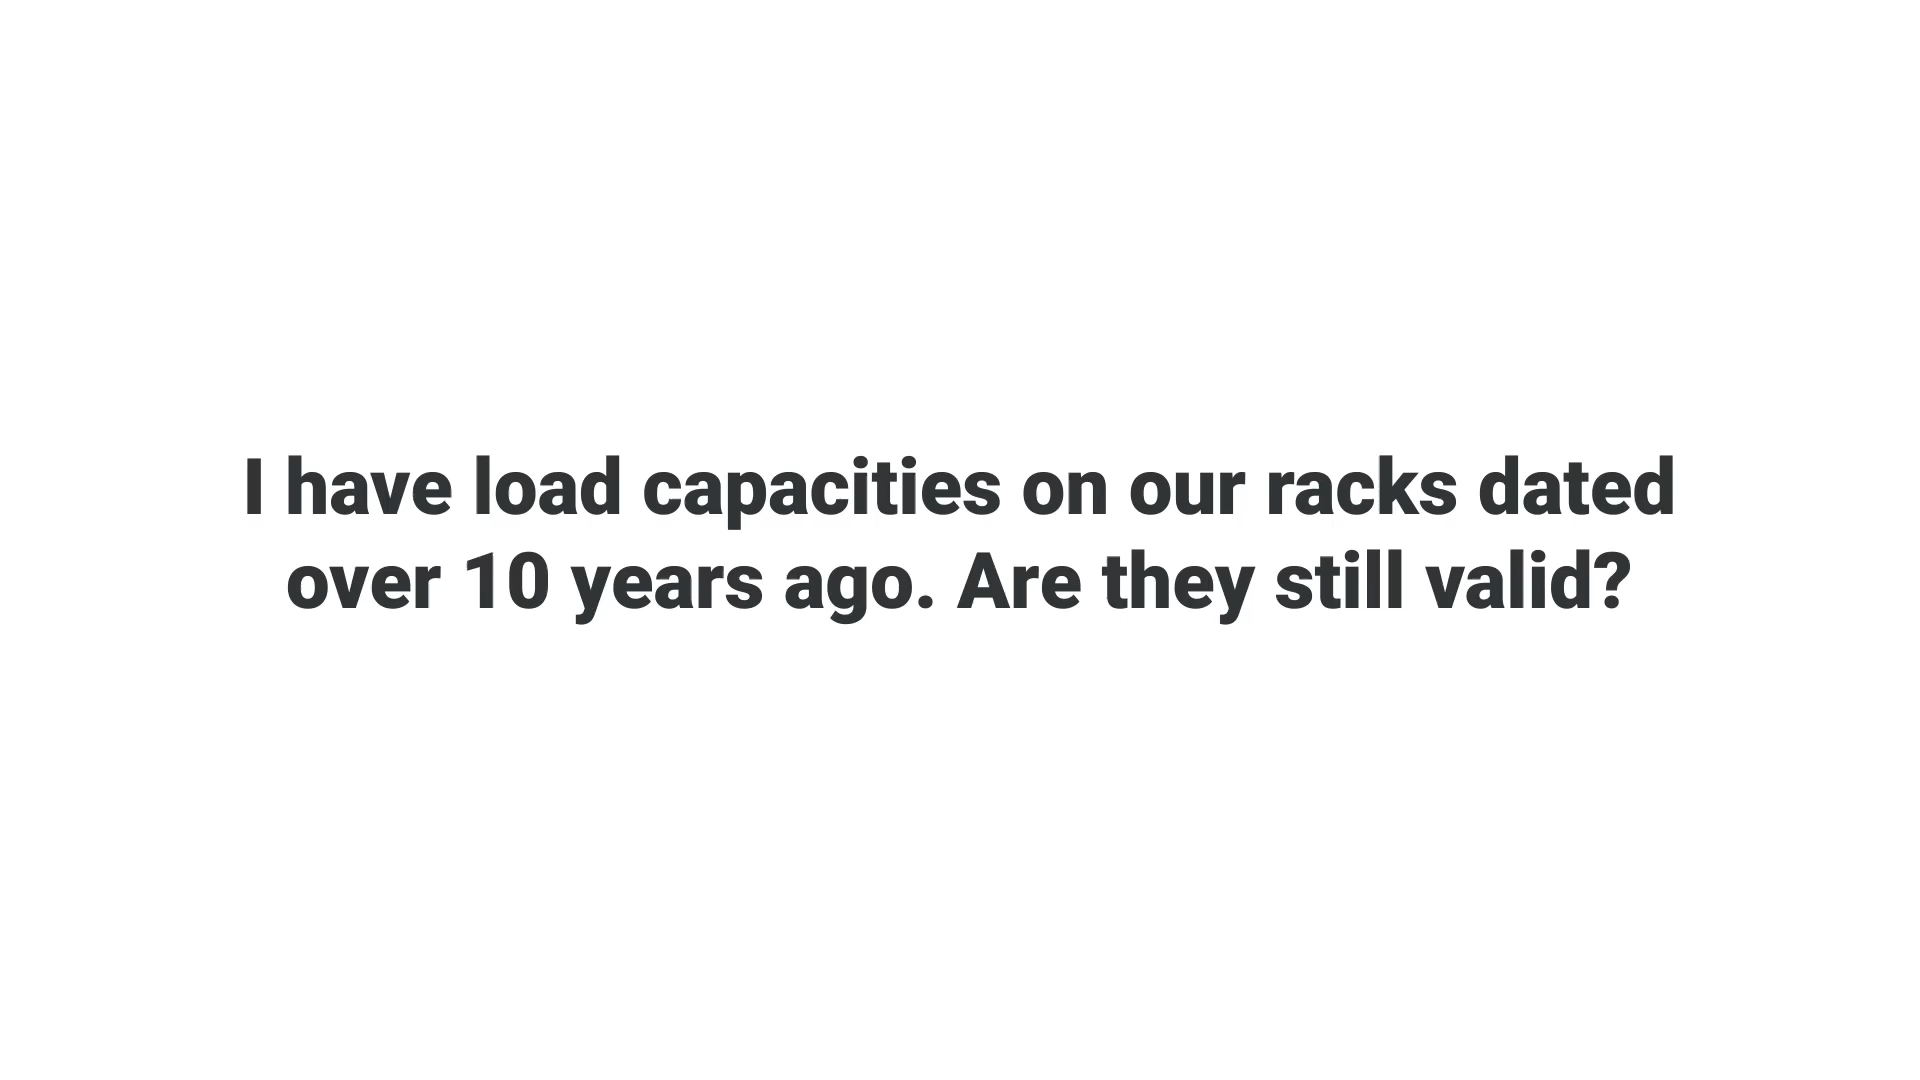 I have load capacities on our racks dated
over 10 years ago. Are they still valid?